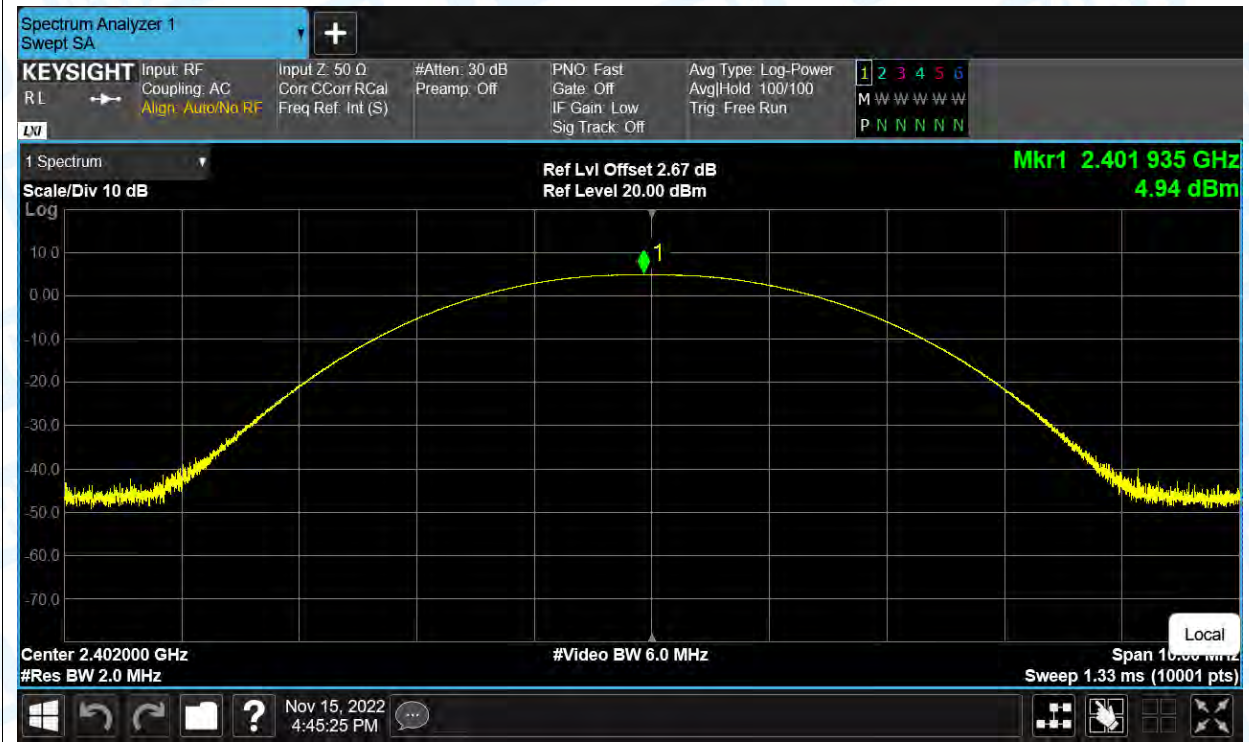 Spectrum Analyzer 1
Swept SA
+
KEYSIGHT
RL
LXI
Input: RF
Coupling: AC
Align: Auto/No RF
Input Z: 50 Ω
Corr CCorr RCal
Freq Ref: Int (S)
#Atten: 30 dB
Preamp: Off
PNO: Fast
Gate: Off
IF Gain: Low
Sig Track: Off
Avg Type: Log-Power
Avg|Hold: 100/100
Trig: Free Run
1 2 3 4 5 6
M W W W W W
P N N N N N
1 Spectrum
Scale/Div 10 dB
Ref Lvl Offset 2.67 dB
Ref Level 20.00 dBm
Mkr1 2.401 935 GHz
4.94 dBm
Log
10.0
0.00
-10.0
-20.0
-30.0
-40.0
-50.0
-60.0
-70.0
1
Local
Center 2.402000 GHz
#Video BW 6.0 MHz
Span 10.00 MHz
#Res BW 2.0 MHz
Sweep 1.33 ms (10001 pts)
?
Nov 15, 2022
4:45:25 PM